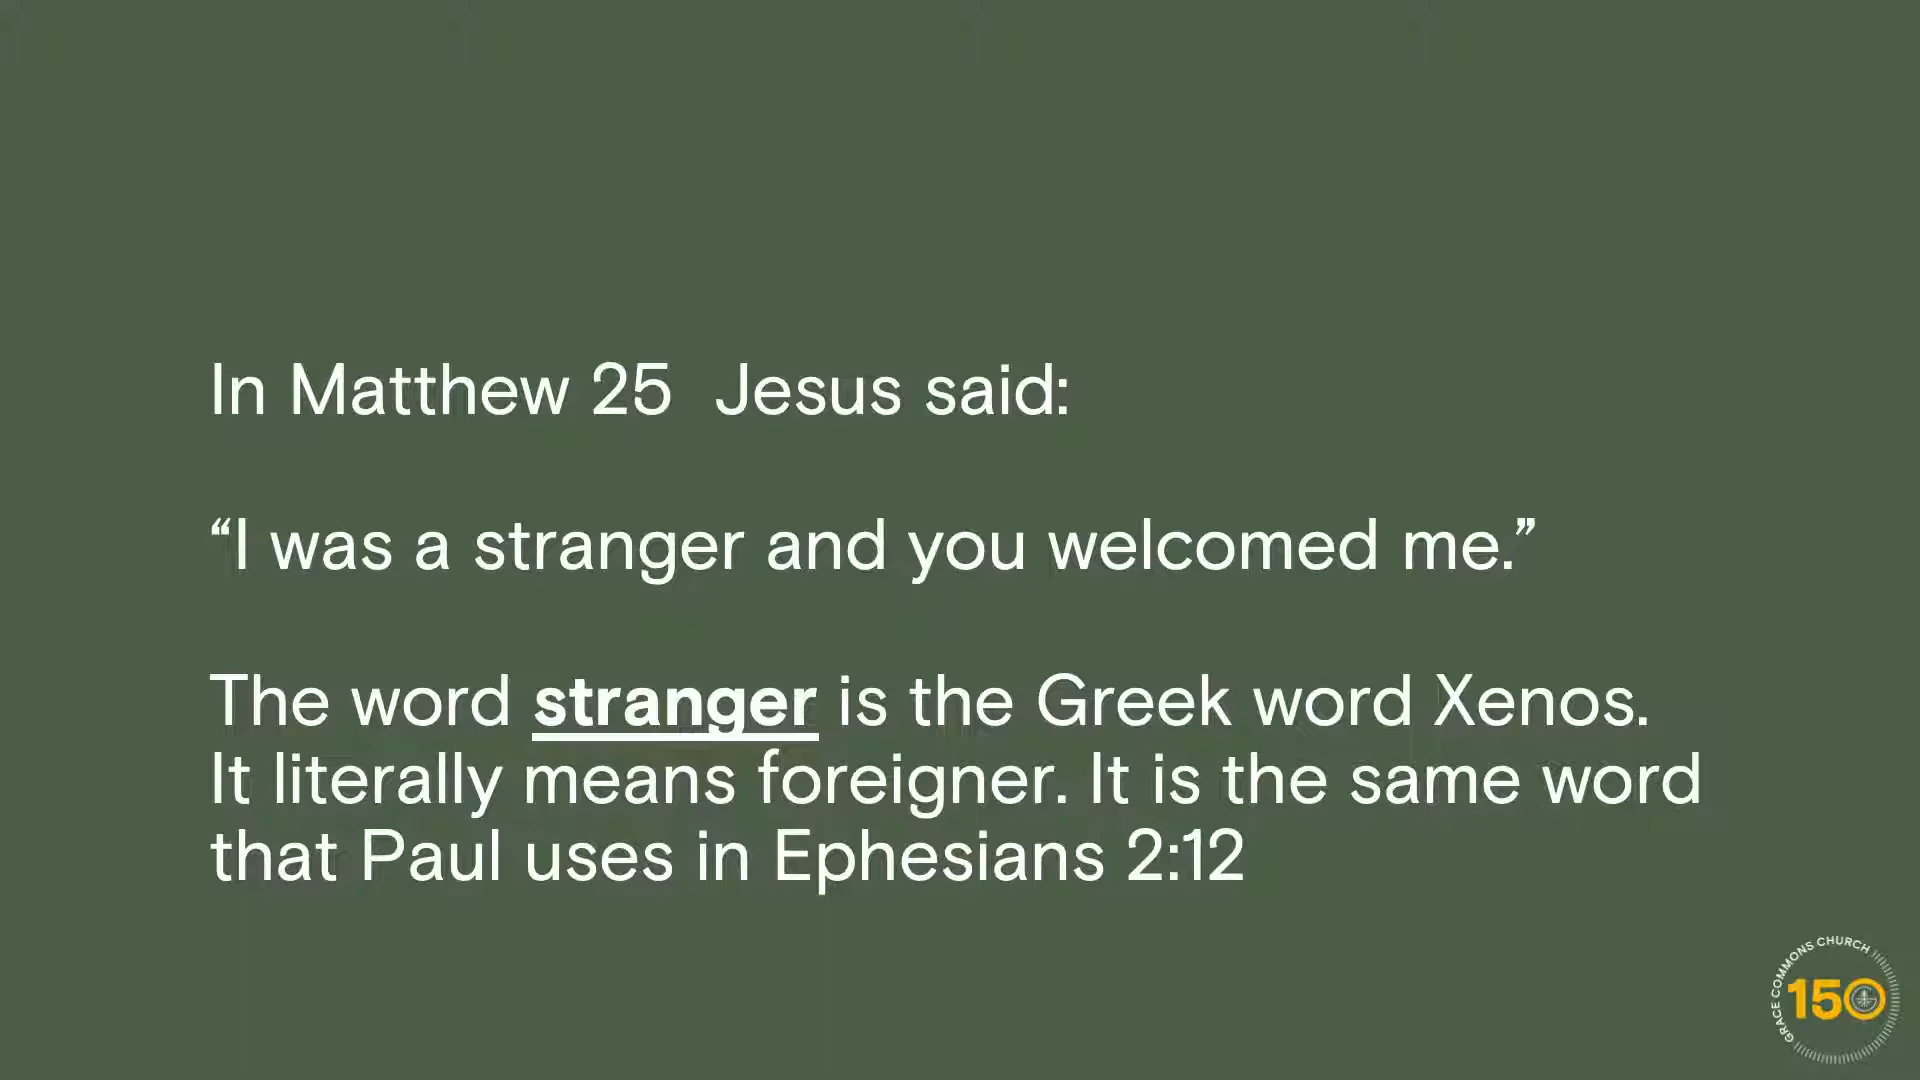 In Matthew 25  Jesus said:
“I was a stranger and you welcomed me.”
The word stranger is the Greek word Xenos.
It literally means foreigner. It is the same word
that Paul uses in Ephesians 2:12
GRACE COMMONS CHURCH
150